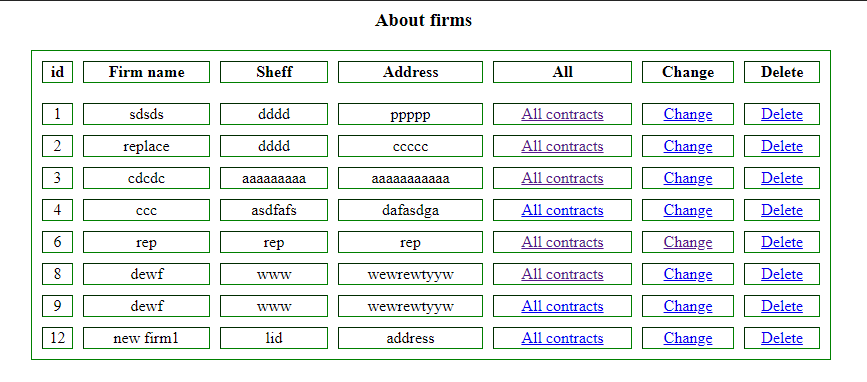 About firms
id Firm name Sheff Address All Change Delete
1 sdsds dddd ppppp All contracts Change Delete
2 replace dddd ccccc All contracts Change Delete
3 cdcdc aaaaaaaaa aaaaaaaaaaa All contracts Change Delete
4 ccc asdfafs dafasdga All contracts Change Delete
6 rep rep rep All contracts Change Delete
8 dewf www wewrewtyyw All contracts Change Delete
9 dewf www wewrewtyyw All contracts Change Delete
12 new firm1 lid address All contracts Change Delete